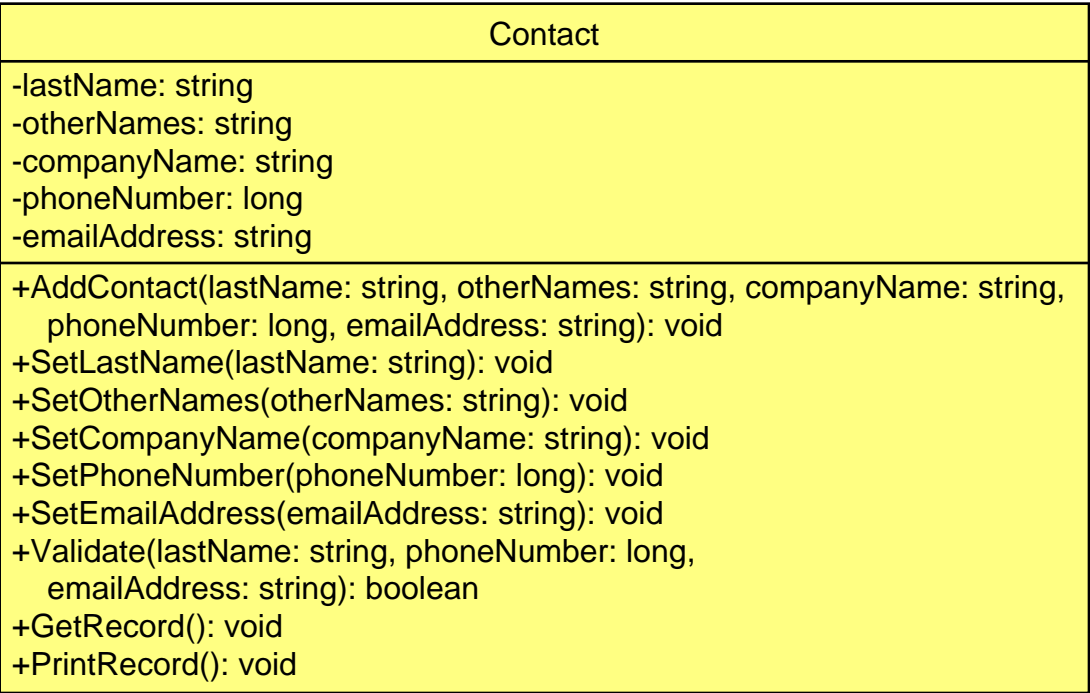 Contact
-lastName: string
-otherNames: string
-companyName: string
-phoneNumber: long
-emailAddress: string
+AddContact(lastName: string, otherNames: string, companyName: string,
phoneNumber: long, emailAddress: string): void
+SetLastName(lastName: string): void
+SetOtherNames(otherNames: string): void
+SetCompanyName(companyName: string): void
+SetPhoneNumber(phoneNumber: long): void
+SetEmailAddress(emailAddress: string): void
+Validate(lastName: string, phoneNumber: long,
emailAddress: string): boolean
+GetRecord(): void
+PrintRecord(): void